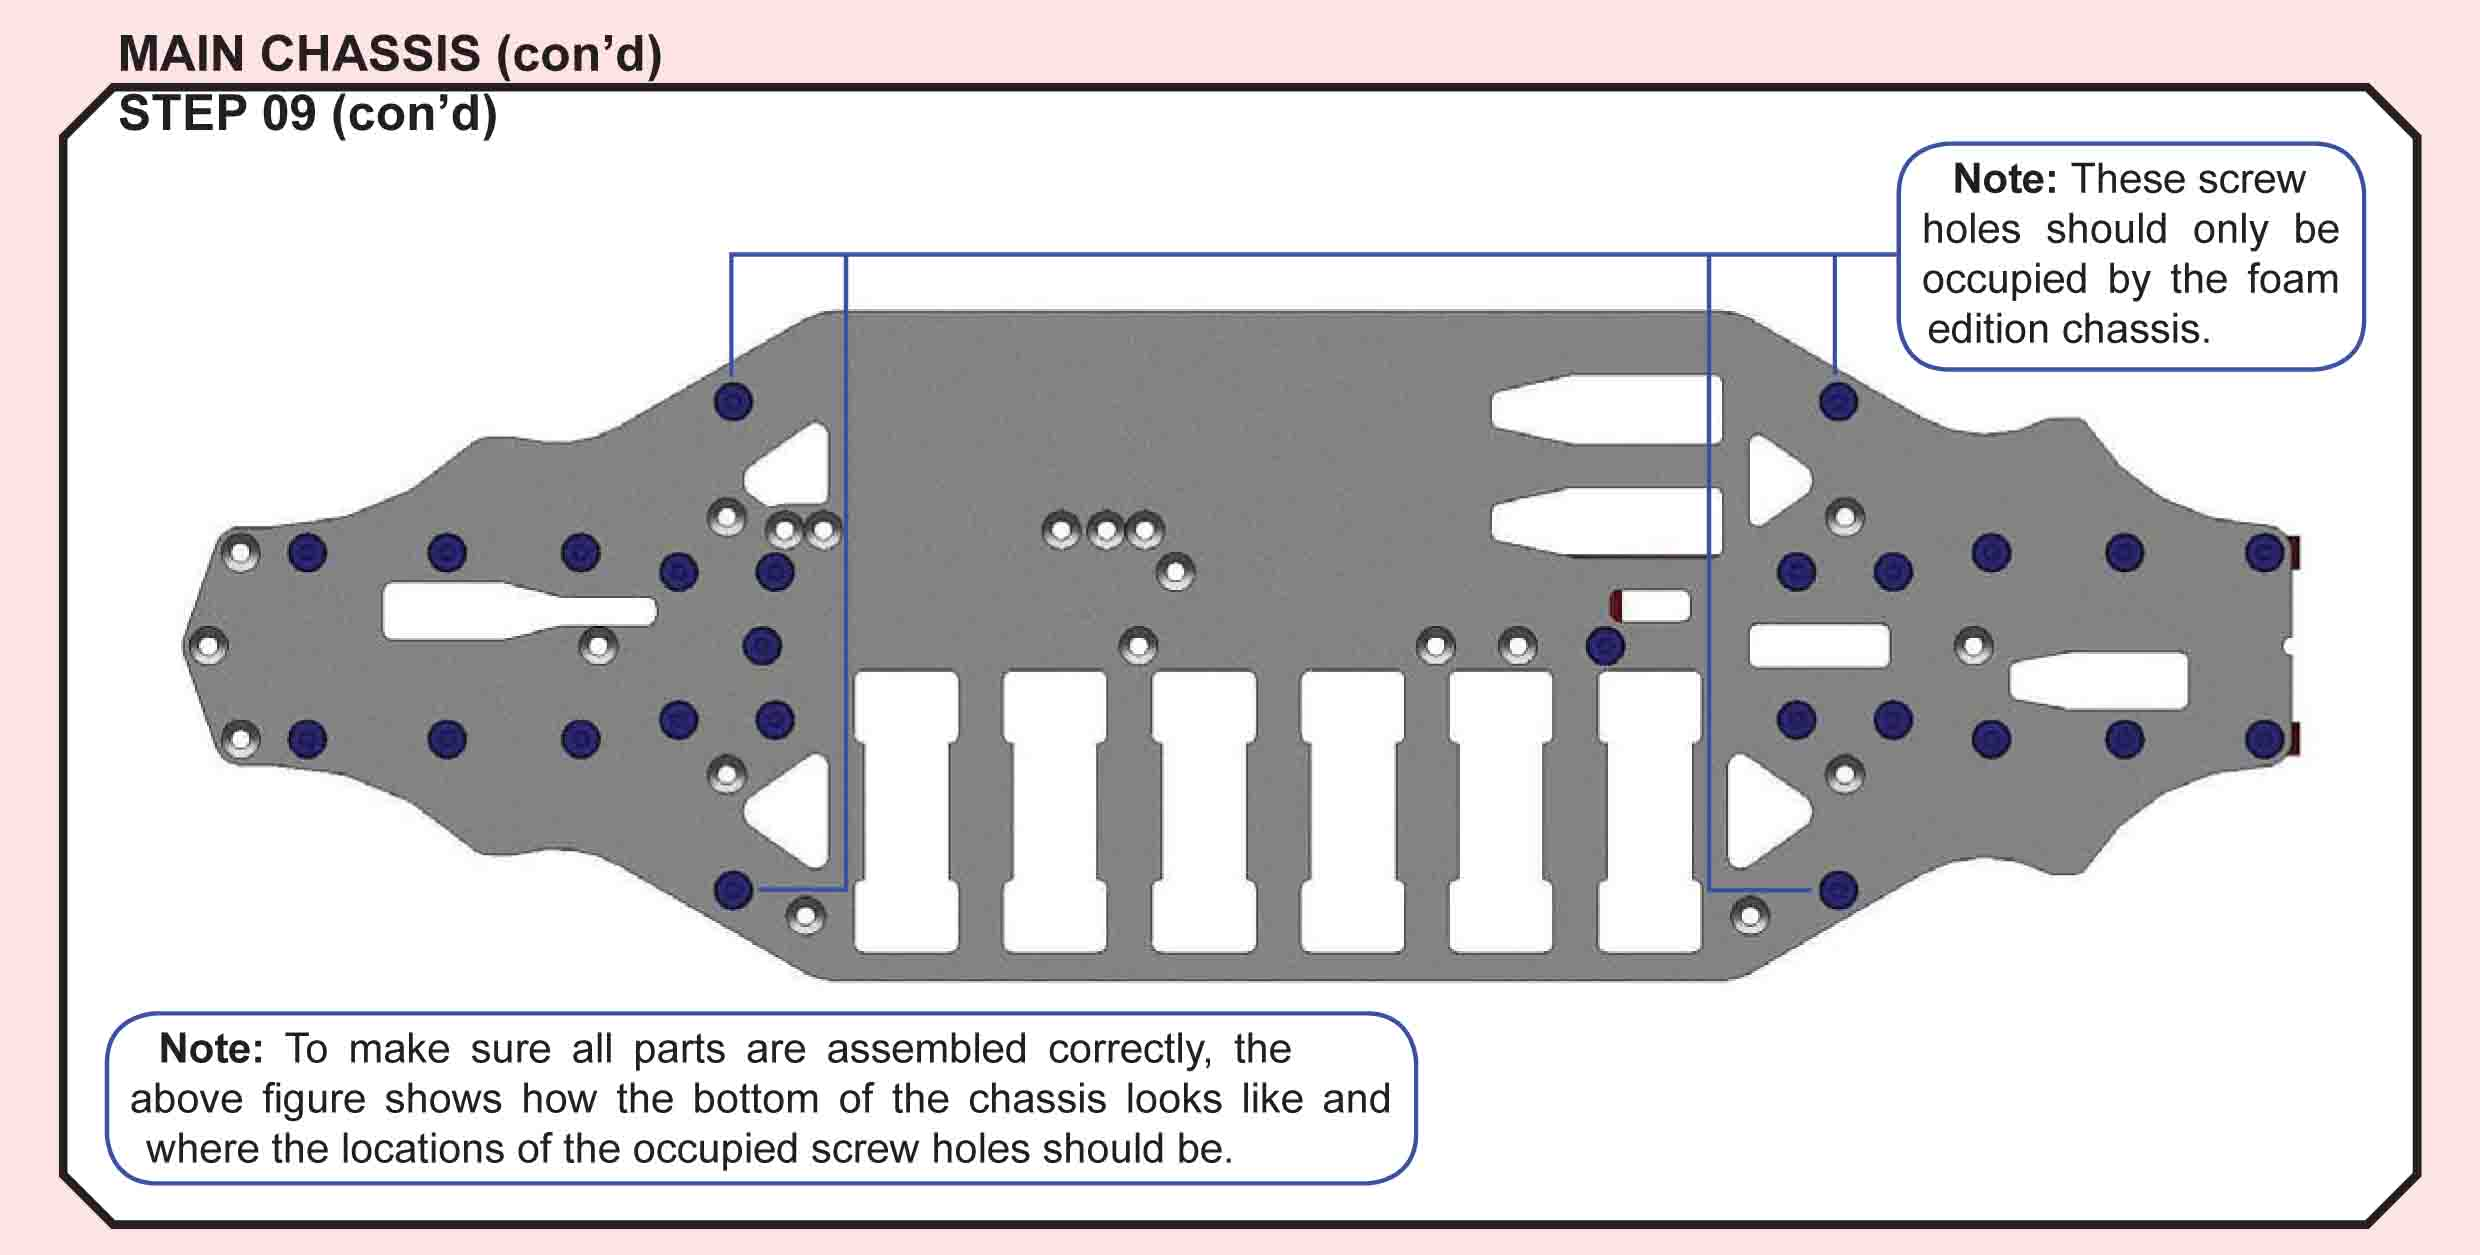 MAIN CHASSIS (con’d)
STEP 09 (con’d)
Note: These screw
holes should only be
occupied by the foam
edition chassis.
Note: To make sure all parts are assembled correctly, the
above figure shows how the bottom of the chassis looks like and
where the locations of the occupied screw holes should be.